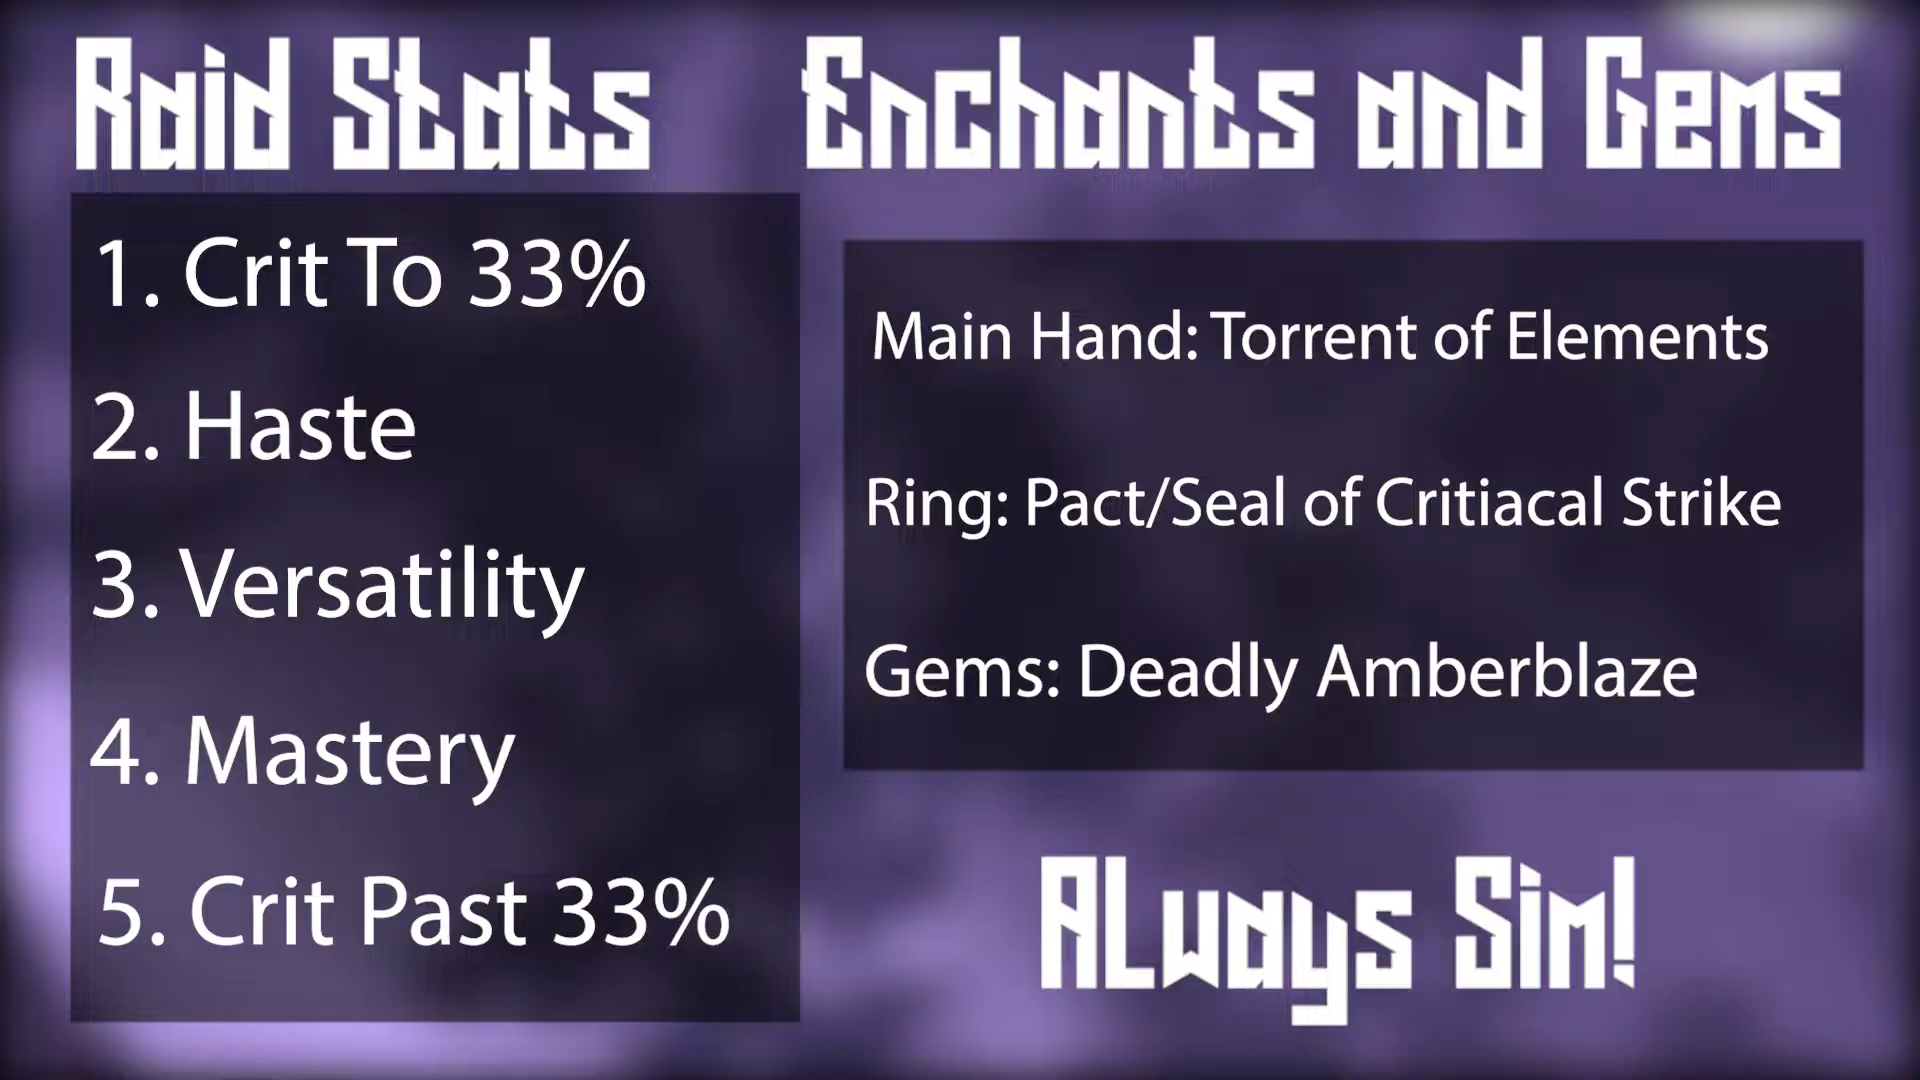 Raid Stats
1. Crit To 33%
2. Haste
3. Versatility
4. Mastery
5. Crit Past 33%
Enchants and Gems
Main Hand: Torrent of Elements
Ring: Pact/Seal of Critiacal Strike
Gems: Deadly Amberblaze
ALways Sim!